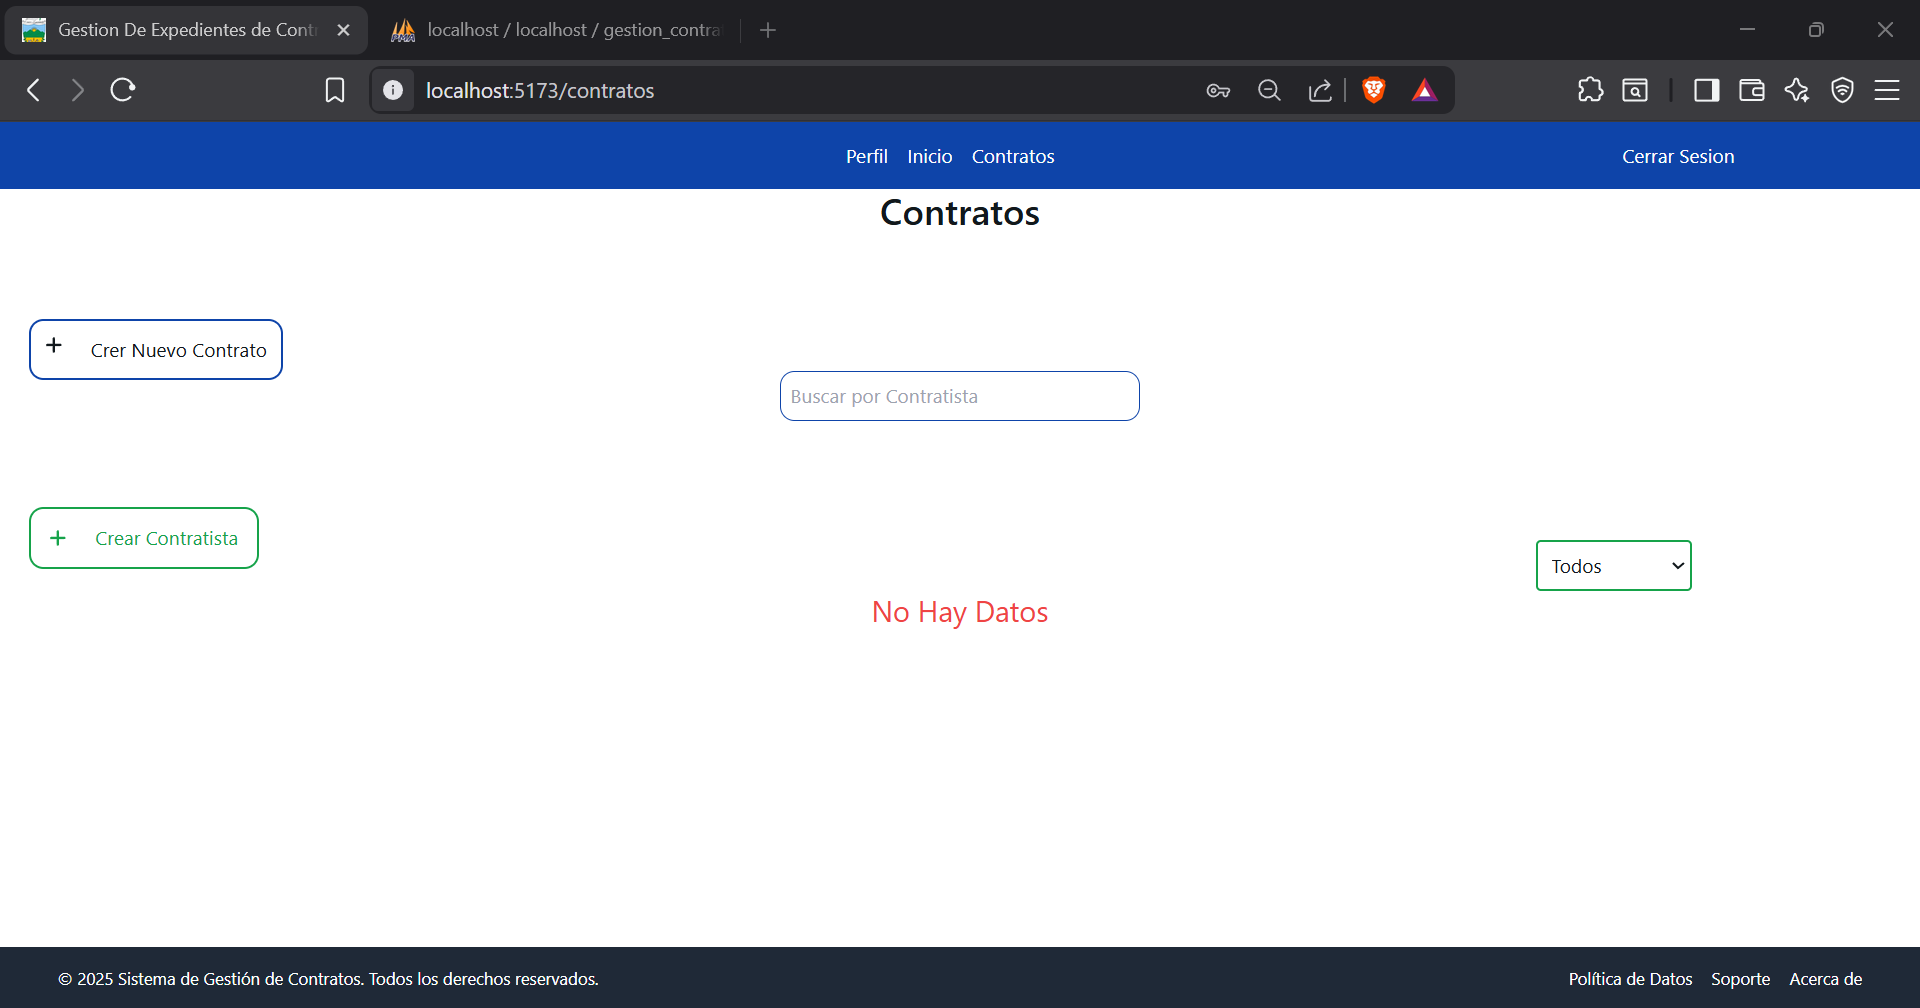 Gestion De Expedientes de Cont
localhost / localhost / gestion_contra
localhost:5173/contratos
Perfil Inicio Contratos Cerrar Sesion
Contratos
+ Crer Nuevo Contrato
Buscar por Contratista
+ Crear Contratista
Todos
No Hay Datos
© 2025 Sistema de Gestión de Contratos. Todos los derechos reservados. Política de Datos Soporte Acerca de